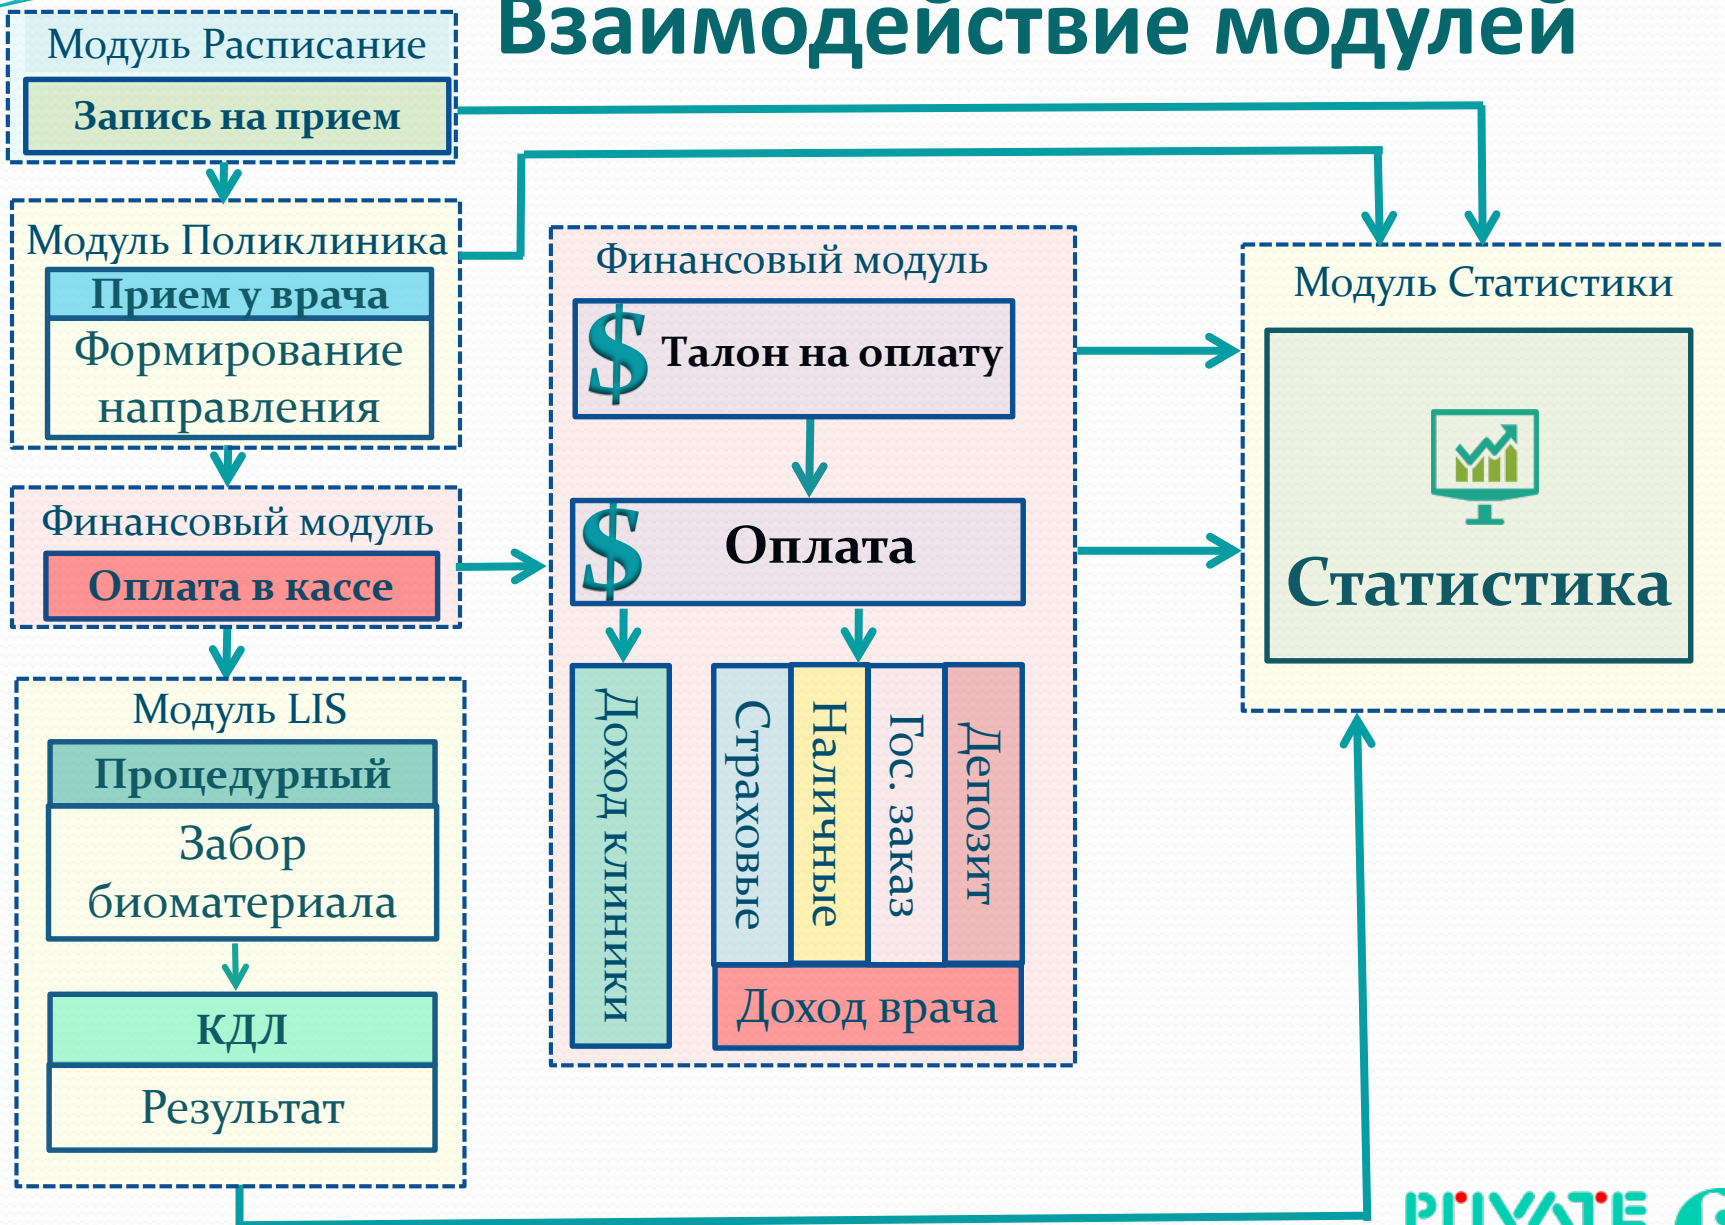 Взаимодействие модулей
Модуль Расписание
Запись на прием
Модуль Поликлиника
Прием у врача
Формирование
направления
Финансовый модуль
Оплата в кассе
Модуль LIS
Процедурный
Забор
биоматериала
КДЛ
Результат
Финансовый модуль
$ Талон на оплату
$ Оплата
Доход клиники
Страховые
Наличные
Гос. заказ
Депозит
Доход врача
Модуль Статистики
Статистика
PRIVATE